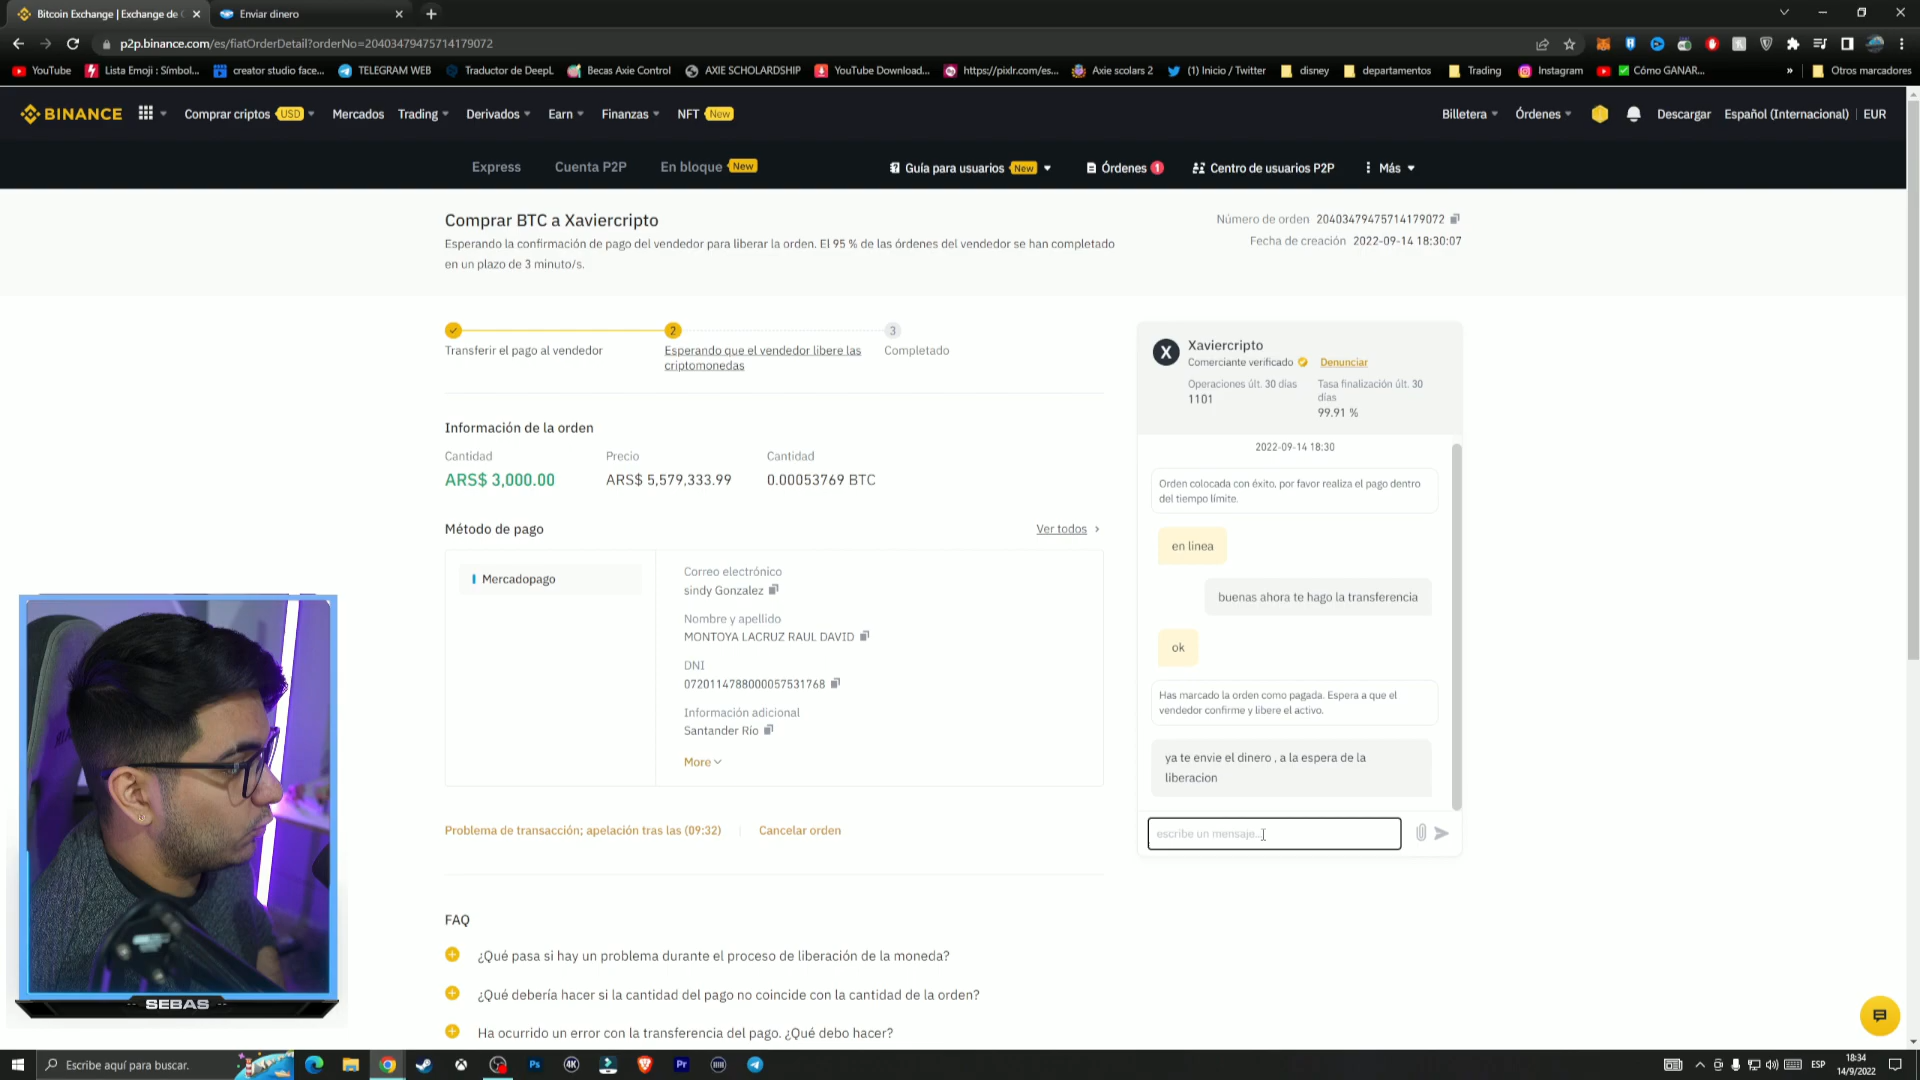 Bitcoin Exchange | Exchange de
Enviar dinero
p2p.binance.com/es/fiatOrderDetail?orderNo=20403479475714179072
YouTube
Lista Emoji : Símbol...
creator studio face...
TELEGRAM WEB
Traductor de DeepL
Becas Axie Control
AXIE SCHOLARDSHIP
YouTube Download...
https://pixlr.com/es...
Axie scolars 2
(1) Inicio / Twitter
disney
departamentos
Trading
Instagram
Cómo GANAR...
»
Otros marcadores
BINANCE
Comprar criptos USD
Mercados
Trading
Derivados
Earn
Finanzas
NFT New
Billetera
Órdenes
Descargar
Español (Internacional)
EUR
Express
Cuenta P2P
En bloque New
Guía para usuarios New
Órdenes 1
Centro de usuarios P2P
Más
Comprar BTC a Xaviercripto
Esperando la confirmación de pago del vendedor para liberar la orden. El 95 % de las órdenes del vendedor se han completado
en un plazo de 3 minuto/s.
Número de orden 20403479475714179072
Fecha de creación 2022-09-14 18:30:07
2
3
Transferir el pago al vendedor
Esperando que el vendedor libere las
criptomonedas
Completado
Información de la orden
Cantidad
Precio
Cantidad
ARS$ 3,000.00
ARS$ 5,579,333.99
0.00053769 BTC
Método de pago
Ver todos
Mercadopago
Correo electrónico
sindy Gonzalez
Nombre y apellido
MONTOYA LACRUZ RAUL DAVID
DNI
0720114788000057531768
Información adicional
Santander Río
More
Problema de transacción; apelación tras las (09:32)
Cancelar orden
FAQ
¿Qué pasa si hay un problema durante el proceso de liberación de la moneda?
¿Qué debería hacer si la cantidad del pago no coincide con la cantidad de la orden?
Ha ocurrido un error con la transferencia del pago. ¿Qué debo hacer?
X
Xaviercripto
Comerciante verificado
Denunciar
Operaciones últ. 30 dias
1101
Tasa finalización últ. 30
días
99.91 %
2022-09-14 18:30
Orden colocada con éxito, por favor realiza el pago dentro
del tiempo límite.
en linea
buenas ahora te hago la transferencia
ok
Has marcado la orden como pagada. Espera a que el
vendedor confirme y libere el activo.
ya te envie el dinero , a la espera de la
liberacion
escribe un mensaje...
SEBAS
Escribe aquí para buscar.
Ps
4K
Pr
ESP
18:34
14/9/2022